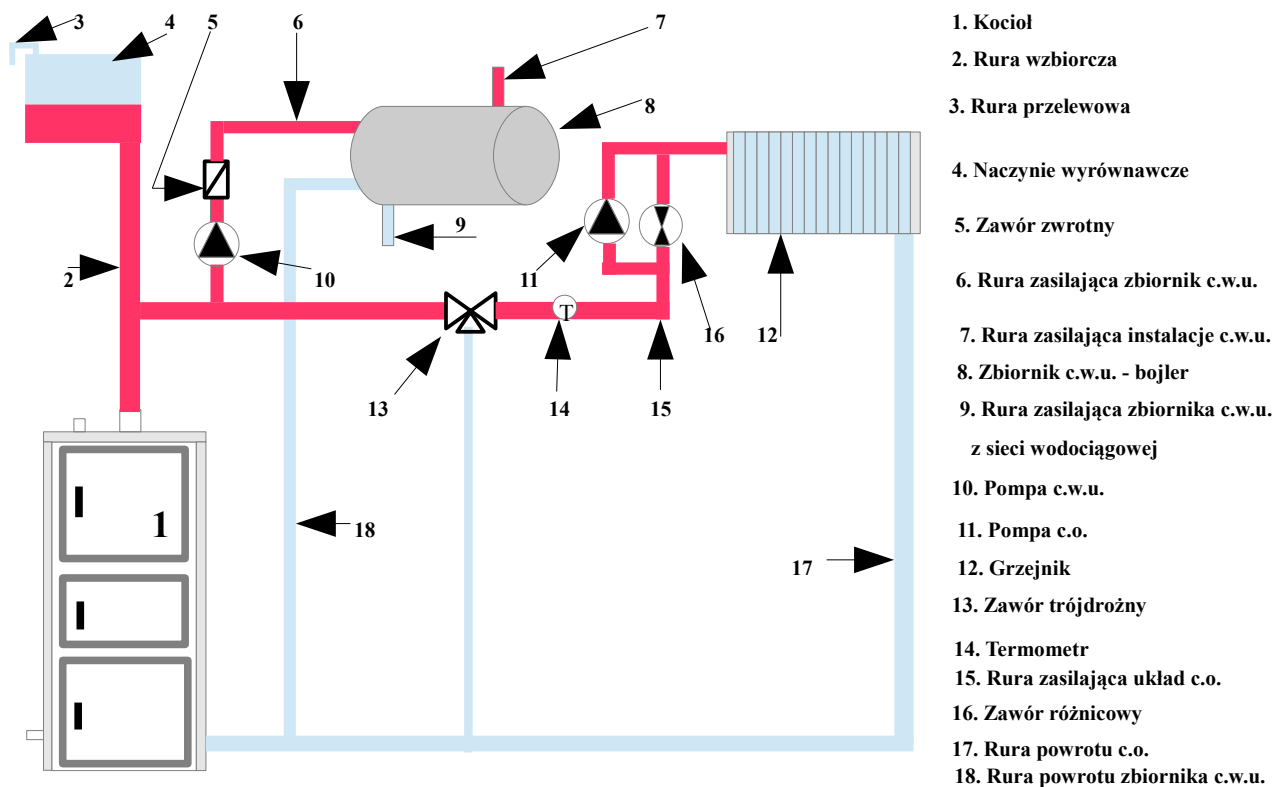 3
4
5
6
7
8
9
10
11
2
16
12
13
14
15
1
18
17
T
1. Kocioł
2. Rura wzbiorcza
3. Rura przelewowa
4. Naczynie wyrównawcze
5. Zawór zwrotny
6. Rura zasilająca zbiornik c.w.u.
7. Rura zasilająca instalacje c.w.u.
8. Zbiornik c.w.u. - bojler
9. Rura zasilająca zbiornika c.w.u.
z sieci wodociągowej
10. Pompa c.w.u.
11. Pompa c.o.
12. Grzejnik
13. Zawór trójdrożny
14. Termometr
15. Rura zasilająca układ c.o.
16. Zawór różnicowy
17. Rura powrotu c.o.
18. Rura powrotu zbiornika c.w.u.